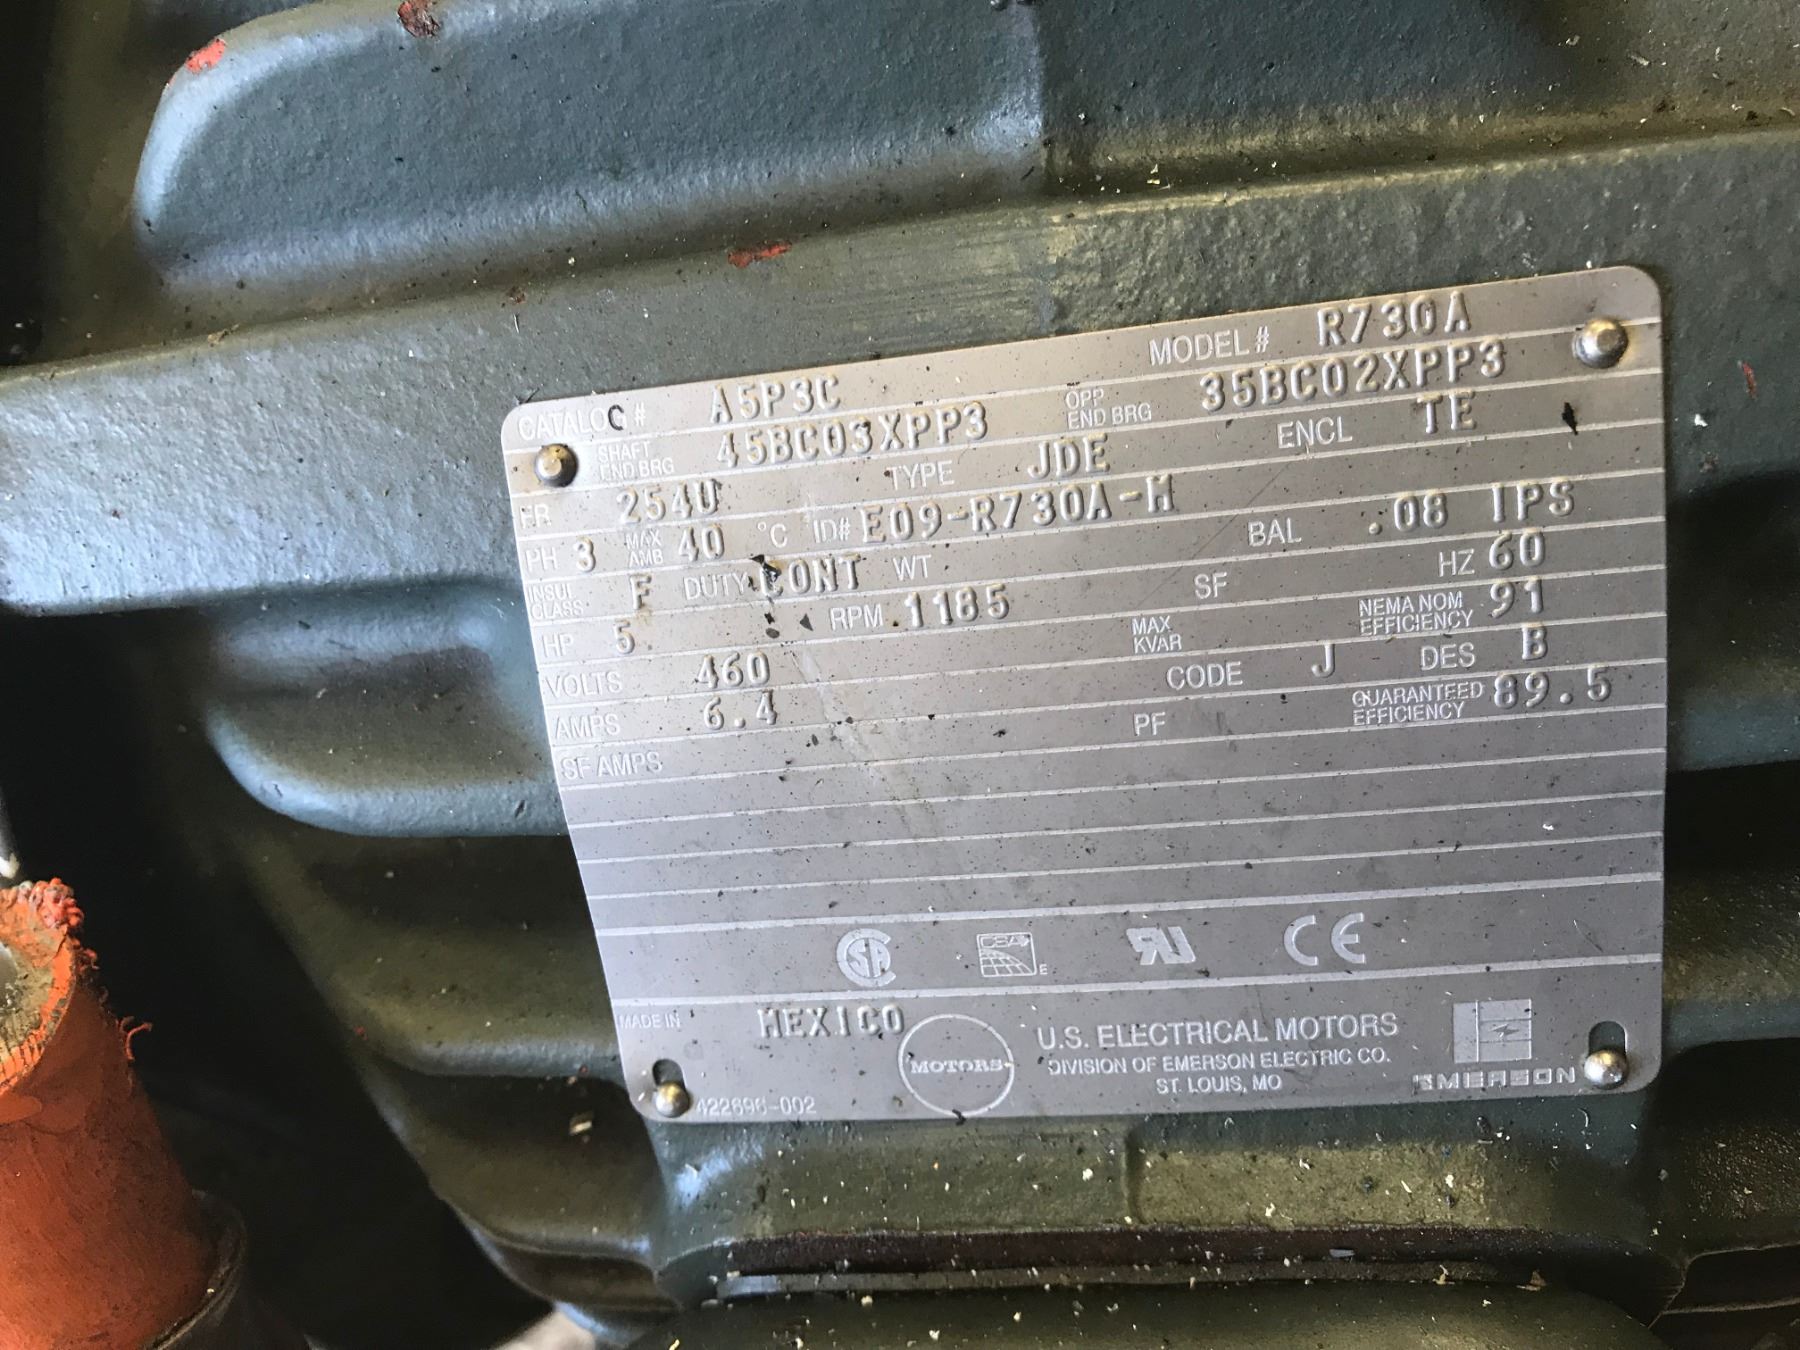 CATALOG # A5P3C MODEL# R730A
SHAFT END BRG 45BC03XPP3 OPP END BRG 35BC02XPP3
FR 254U TYPE JDE ENCL TE
PH 3 MAX AMB 40 °C ID# E09-R730A-M BAL .08 IPS
INSUL CLASS F DUTY CONT WT SF HZ 60
HP 5 RPM 1185 MAX KVAR NEMA NOM EFFICIENCY 91
VOLTS 460 CODE J DES B
AMPS 6.4 PF GUARANTEED EFFICIENCY 89.5
SF AMPS
CSA E RU CE
MADE IN MEXICO
MOTORS
U.S. ELECTRICAL MOTORS
DIVISION OF EMERSON ELECTRIC CO.
ST. LOUIS, MO
EMERSON
422696-002